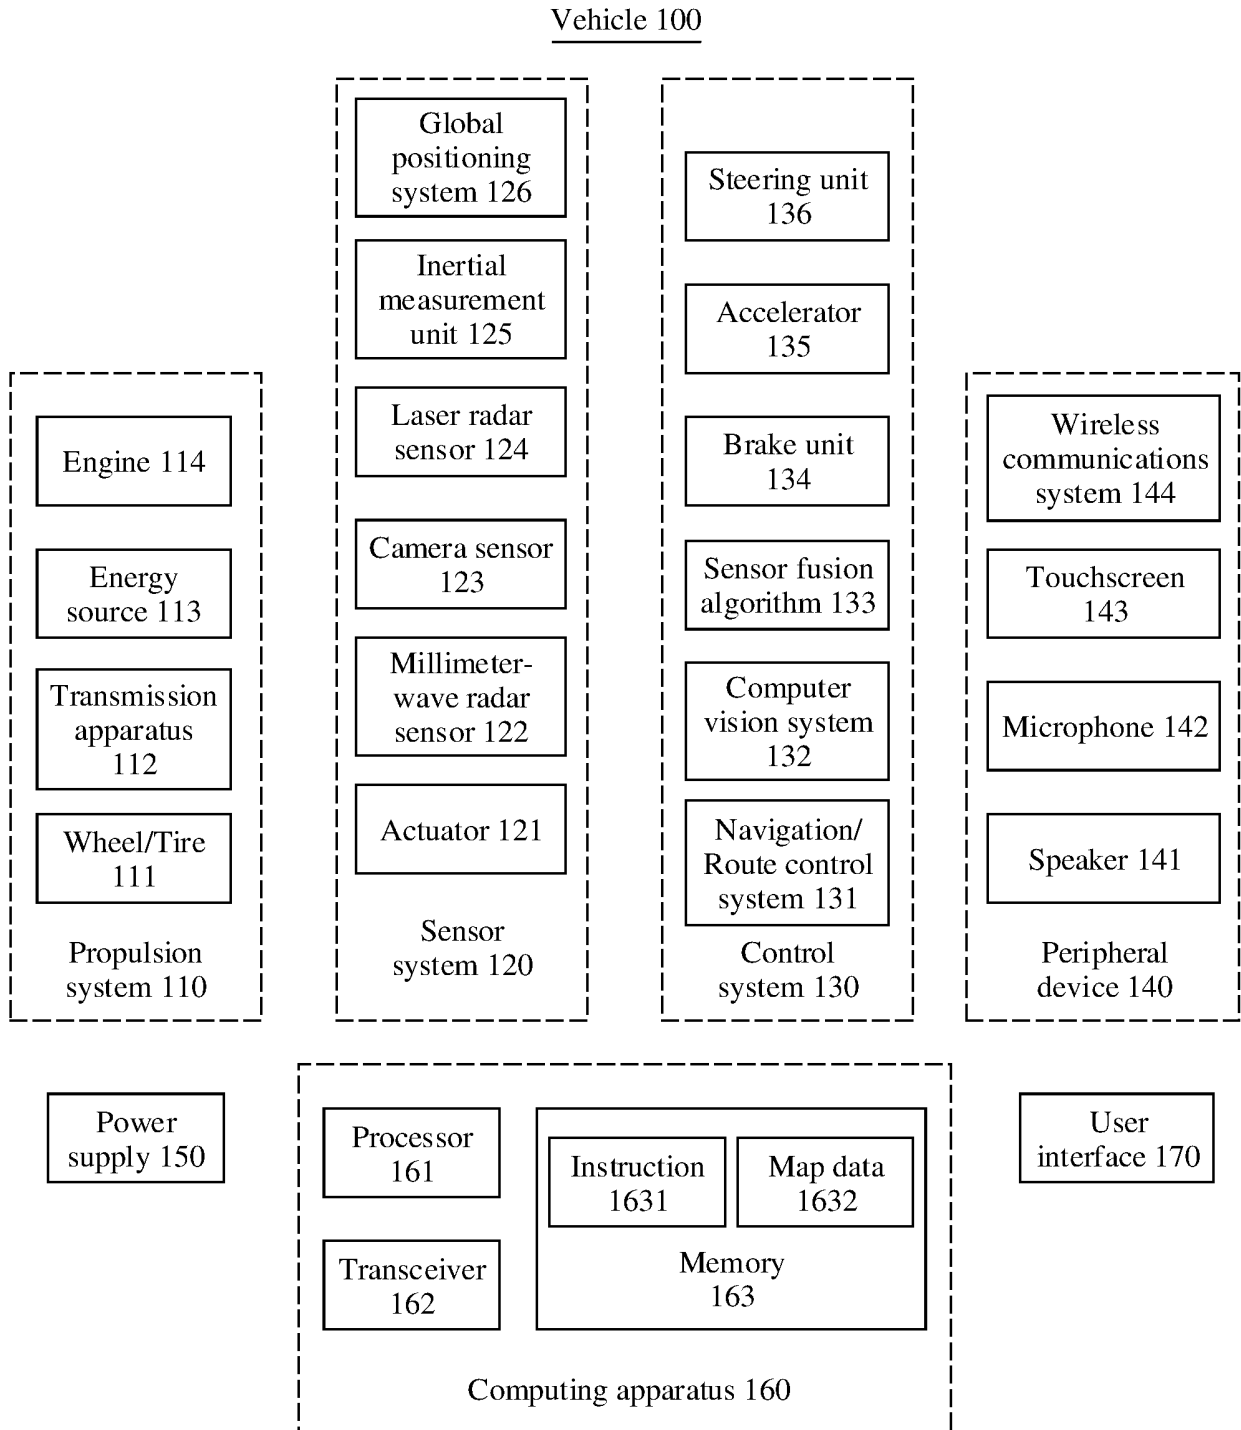 Vehicle 100
Global
positioning
system 126
Inertial
measurement
unit 125
Laser radar
sensor 124
Camera sensor
123
Millimeter-
wave radar
sensor 122
Actuator 121
Sensor
system 120
Steering unit
136
Accelerator
135
Brake unit
134
Sensor fusion
algorithm 133
Computer
vision system
132
Navigation/
Route control
system 131
Control
system 130
Engine 114
Energy
source 113
Transmission
apparatus
112
Wheel/Tire
111
Propulsion
system 110
Wireless
communications
system 144
Touchscreen
143
Microphone 142
Speaker 141
Peripheral
device 140
Power
supply 150
Processor
161
Transceiver
162
Instruction
1631
Map data
1632
Memory
163
Computing apparatus 160
User
interface 170